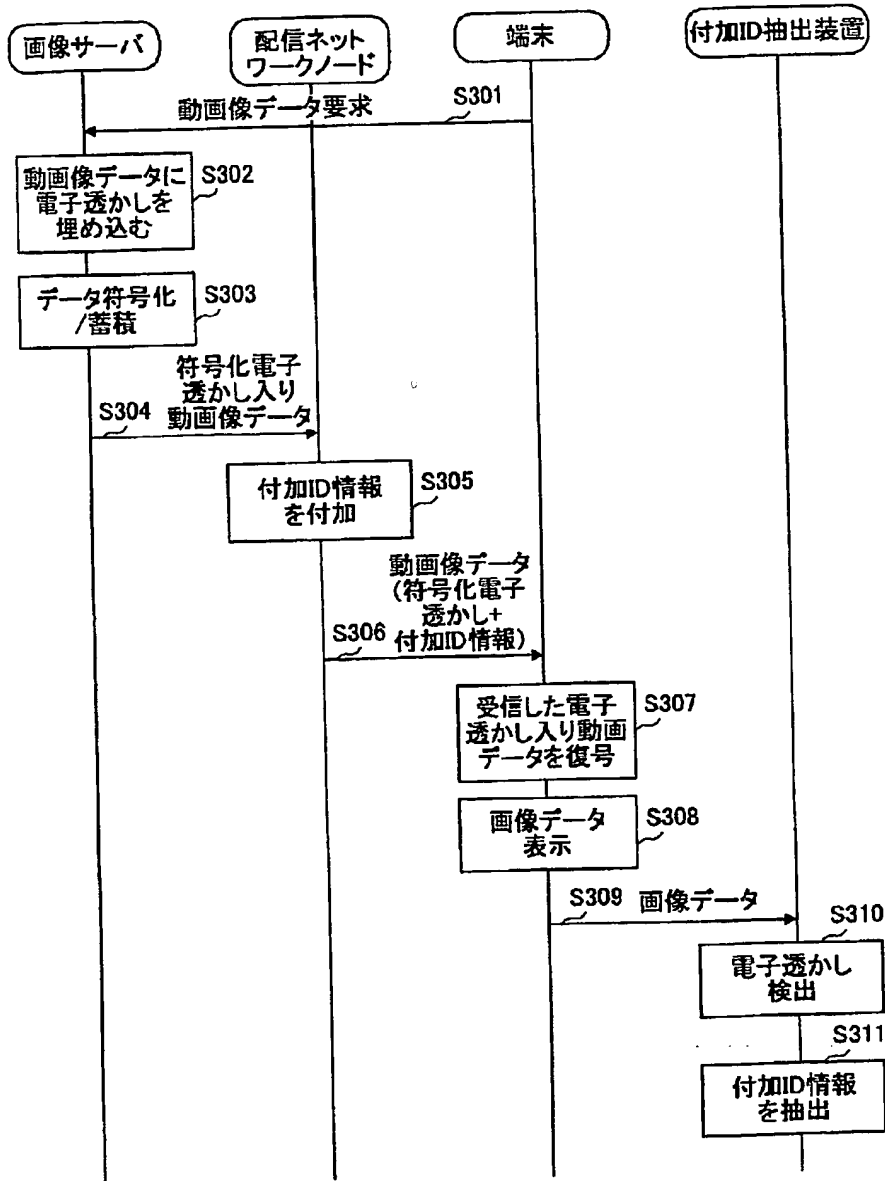 画像サーバ
配信ネット
ワークノード
端末
付加ID抽出装置
動画像データ要求
S301
動画像データに
電子透かしを
埋め込む
S302
データ符号化
/蓄積
S303
符号化電子
透かし入り
動画像データ
S304
付加ID情報
を付加
S305
動画像データ
(符号化電子
透かし+
付加ID情報)
S306
受信した電子
透かし入り動画
データを復号
S307
画像データ
表示
S308
S309
画像データ
S310
電子透かし
検出
S311
付加ID情報
を抽出